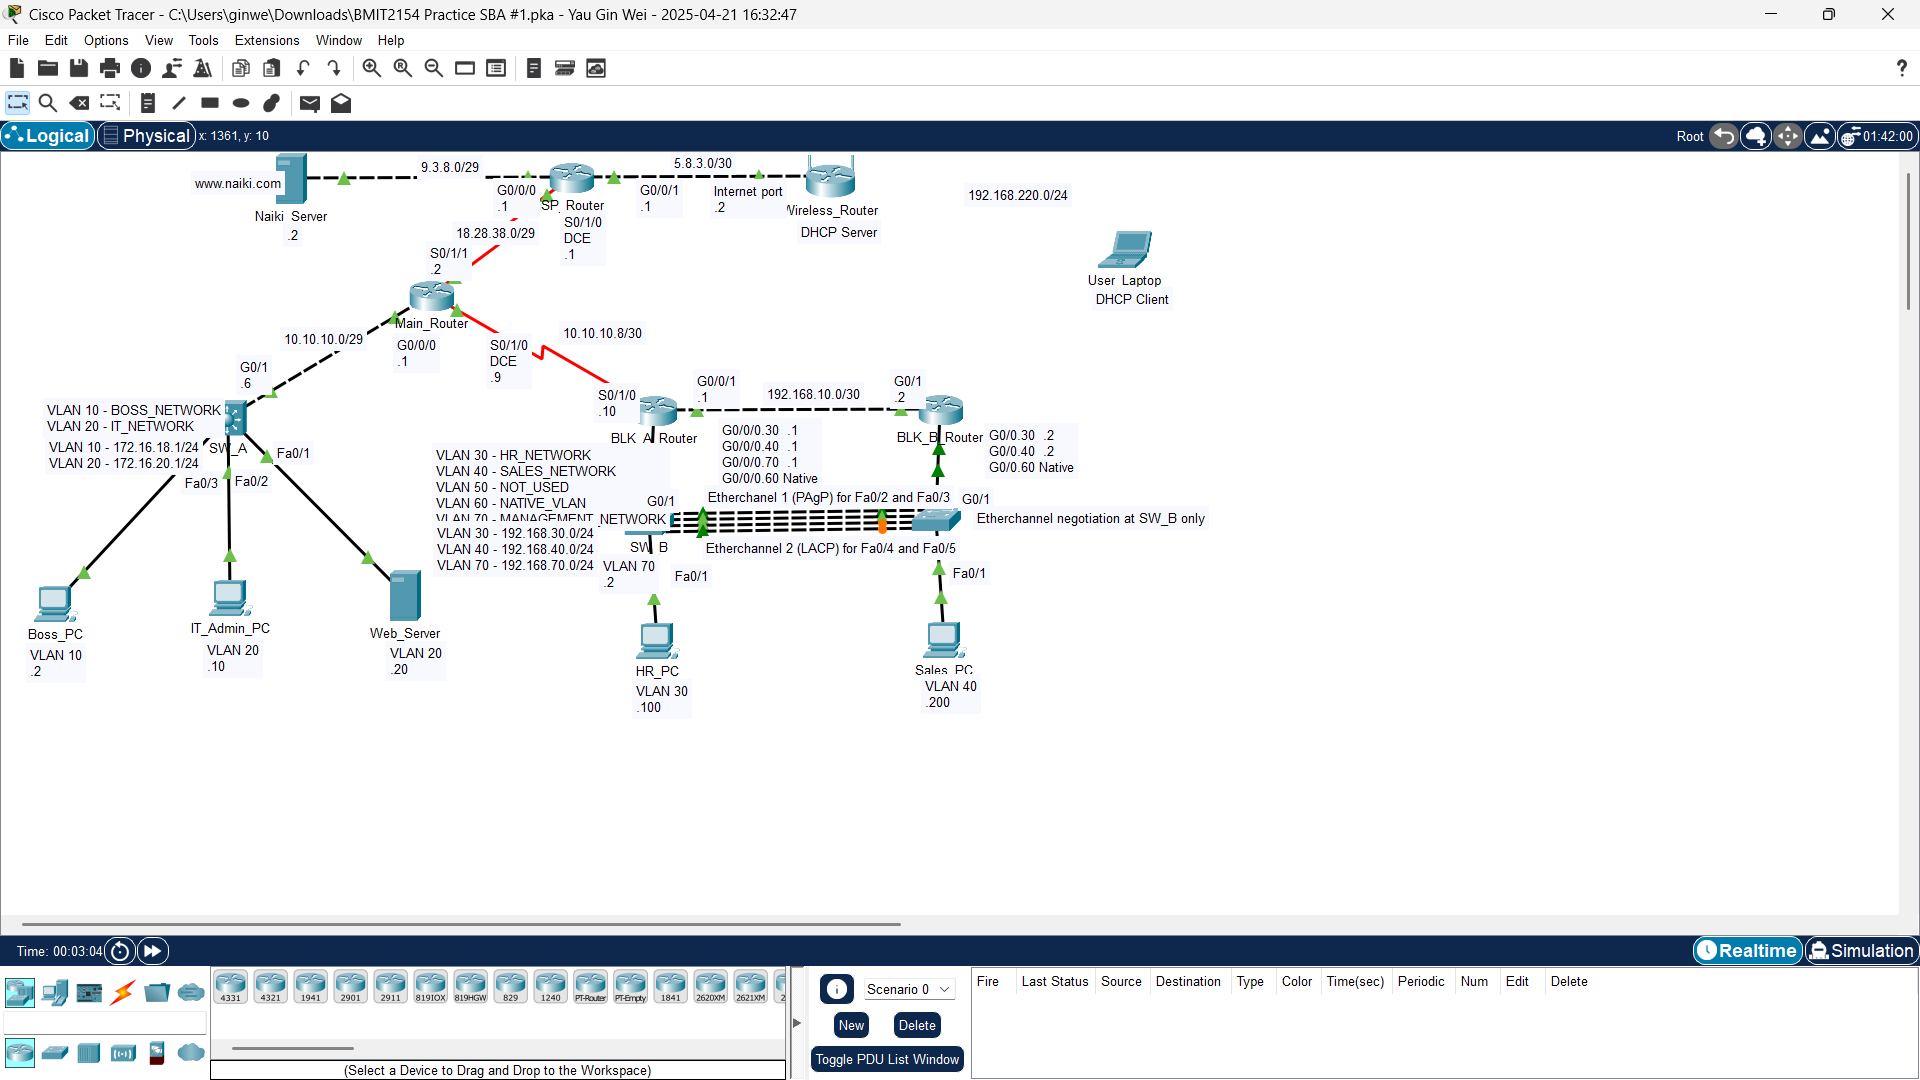 Cisco Packet Tracer - C:\Users\ginwe\Downloads\BMIT2154 Practice SBA #1.pka - Yau Gin Wei - 2025-04-21 16:32:47
File Edit Options View Tools Extensions Window Help
?
Logical Physical x: 1361, y: 10
Root 01:42:00
9.3.8.0/29
5.8.3.0/30
www.naiki.com
G0/0/0
.1
G0/0/1
.1
Internet port
.2
192.168.220.0/24
Naiki Server
.2
SP_Router
S0/1/0
DCE
.1
Wireless_Router
DHCP Server
18.28.38.0/29
S0/1/1
.2
User Laptop
DHCP Client
Main_Router
10.10.10.0/29
G0/0/0
.1
S0/1/0
DCE
.9
10.10.10.8/30
G0/1
.6
S0/1/0
.10
G0/0/1
.1
192.168.10.0/30
G0/1
.2
VLAN 10 - BOSS_NETWORK
VLAN 20 - IT_NETWORK
VLAN 10 - 172.16.18.1/24
VLAN 20 - 172.16.20.1/24
SW_A
Fa0/1
Fa0/3
Fa0/2
BLK_A_Router
G0/0/0.30 .1
G0/0/0.40 .1
G0/0/0.70 .1
G0/0/0.60 Native
BLK_B_Router
G0/0.30 .2
G0/0.40 .2
G0/0.60 Native
VLAN 30 - HR_NETWORK
VLAN 40 - SALES_NETWORK
VLAN 50 - NOT_USED
VLAN 60 - NATIVE_VLAN
VLAN 70 - MANAGEMENT_NETWORK
VLAN 30 - 192.168.30.0/24
VLAN 40 - 192.168.40.0/24
VLAN 70 - 192.168.70.0/24
G0/1
Etherchanel 1 (PAgP) for Fa0/2 and Fa0/3
G0/1
Etherchannel negotiation at SW_B only
SW_B
Etherchannel 2 (LACP) for Fa0/4 and Fa0/5
VLAN 70
.2
Fa0/1
Fa0/1
Boss_PC
VLAN 10
.2
IT_Admin_PC
VLAN 20
.10
Web_Server
VLAN 20
.20
HR_PC
VLAN 30
.100
Sales_PC
VLAN 40
.200
Time: 00:03:04
Realtime Simulation
4331 4321 1941 2901 2911 819IOX 819HGW 829 1240 PT-Router PT-Empty 1841 2620XM 2621XM
(Select a Device to Drag and Drop to the Workspace)
Scenario 0
New Delete
Toggle PDU List Window
Fire Last Status Source Destination Type Color Time(sec) Periodic Num Edit Delete